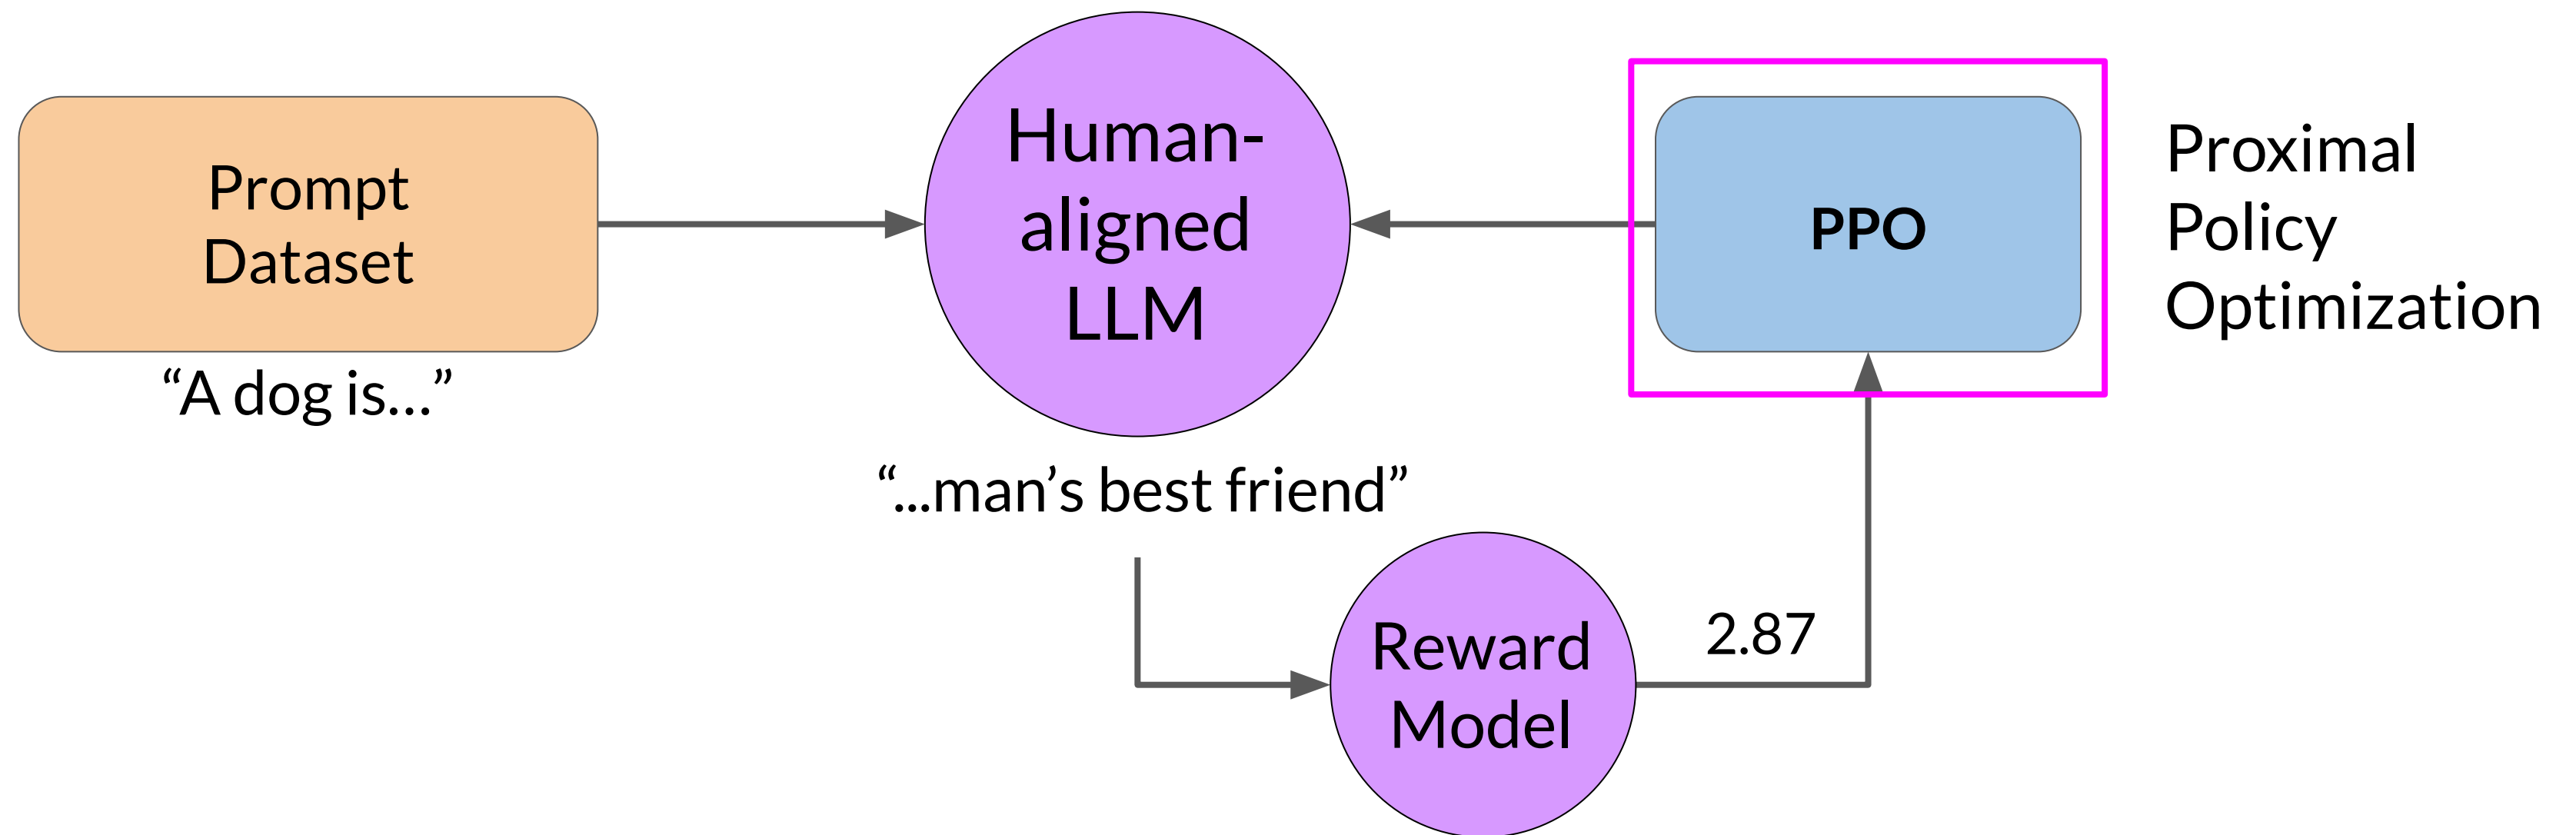 Prompt
Dataset
“A dog is...”
Human-
aligned
LLM
“...man’s best friend”
Reward
Model
2.87
PPO
Proximal
Policy
Optimization